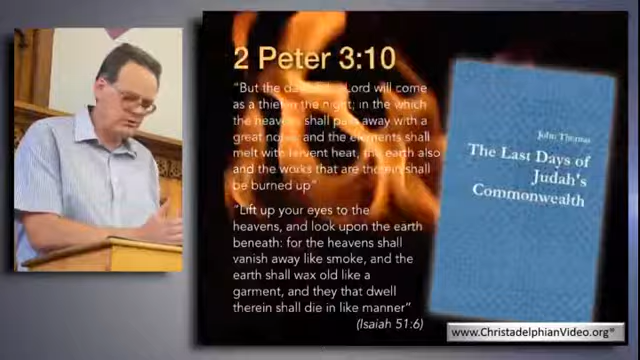 2 Peter 3:10
"But the day of the Lord will come
as a thief in the night; in the which
the heavens shall pass away with a
great noise, and the elements shall
melt with fervent heat, the earth also
and the works that are therein shall
be burned up"
"Lift up your eyes to the
heavens, and look upon the earth
beneath: for the heavens shall
vanish away like smoke, and the
earth shall wax old like a
garment, and they that dwell
therein shall die in like manner"
(Isaiah 51:6)
John Thomas
The Last Days of
Judah's
Commonwealth
www.ChristadelphianVideo.org"